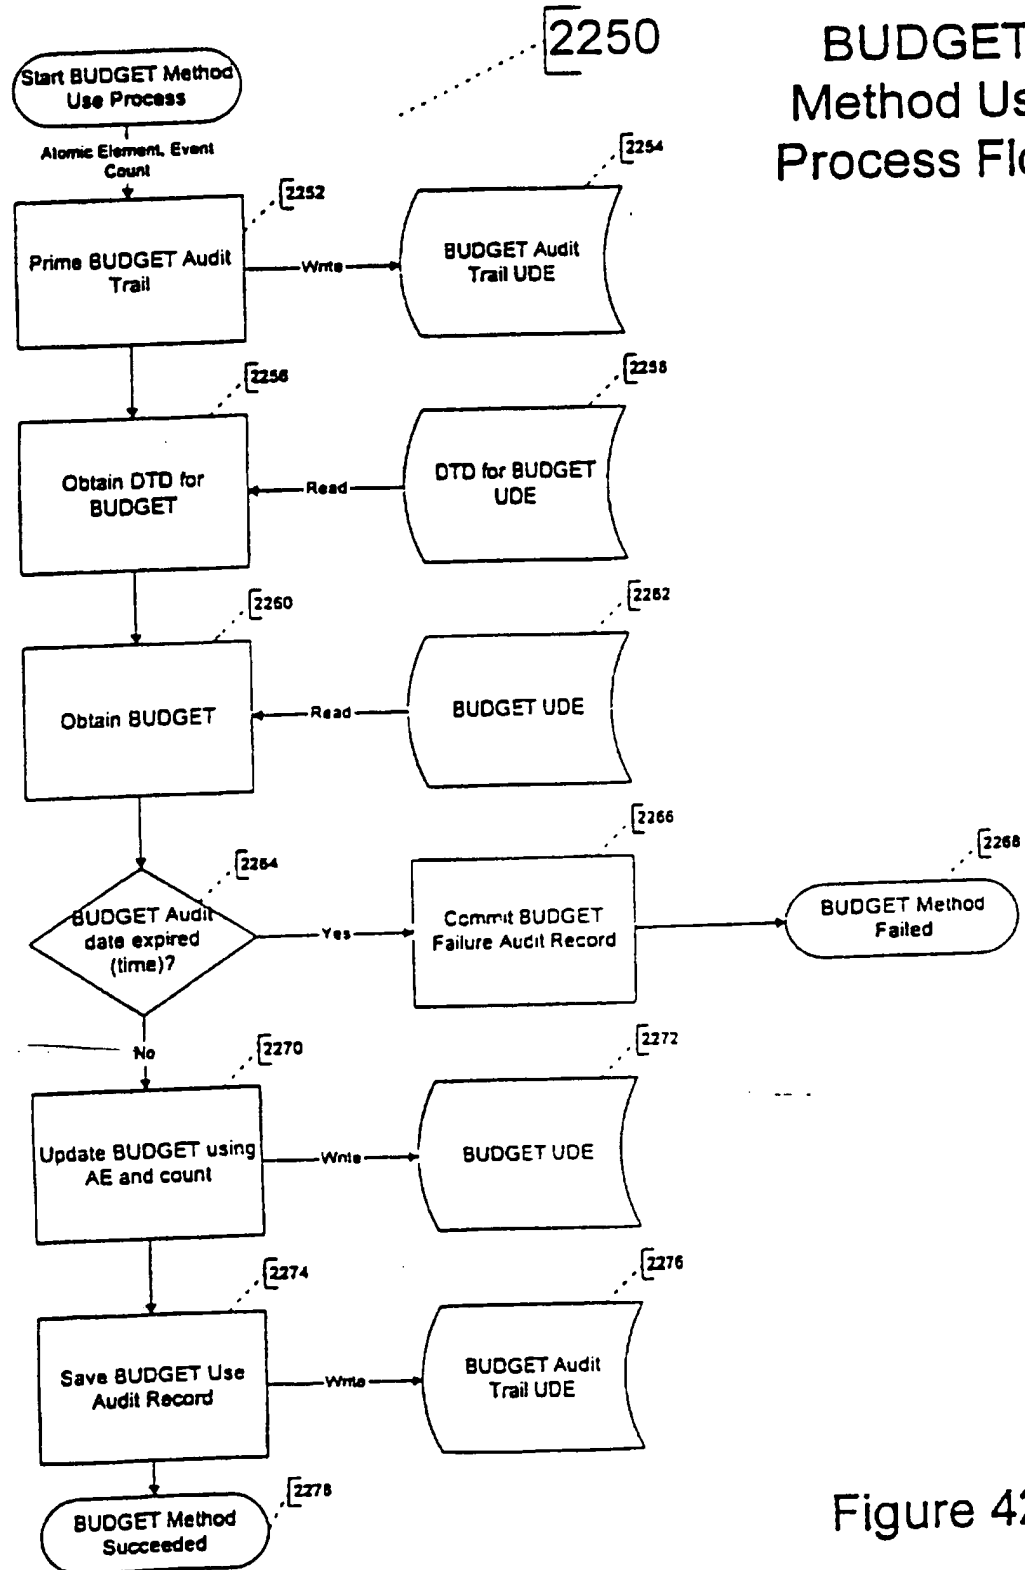 2250
BUDGET
Method Us
Process Flo
Start BUDGET Method
Use Process
Atomic Element, Event
Count
2252
2254
Prime BUDGET Audit
Trail
Write
BUDGET Audit
Trail UDE
2256
2258
Obtain DTD for
BUDGET
Read
DTD for BUDGET
UDE
2260
2262
Obtain BUDGET
Read
BUDGET UDE
2264
2266
2268
BUDGET Audit
date expired
(time)?
Yes
Commit BUDGET
Failure Audit Record
BUDGET Method
Failed
No
2270
2272
Update BUDGET using
AE and count
Write
BUDGET UDE
2274
2276
Save BUDGET Use
Audit Record
Write
BUDGET Audit
Trail UDE
2278
BUDGET Method
Succeeded
Figure 42